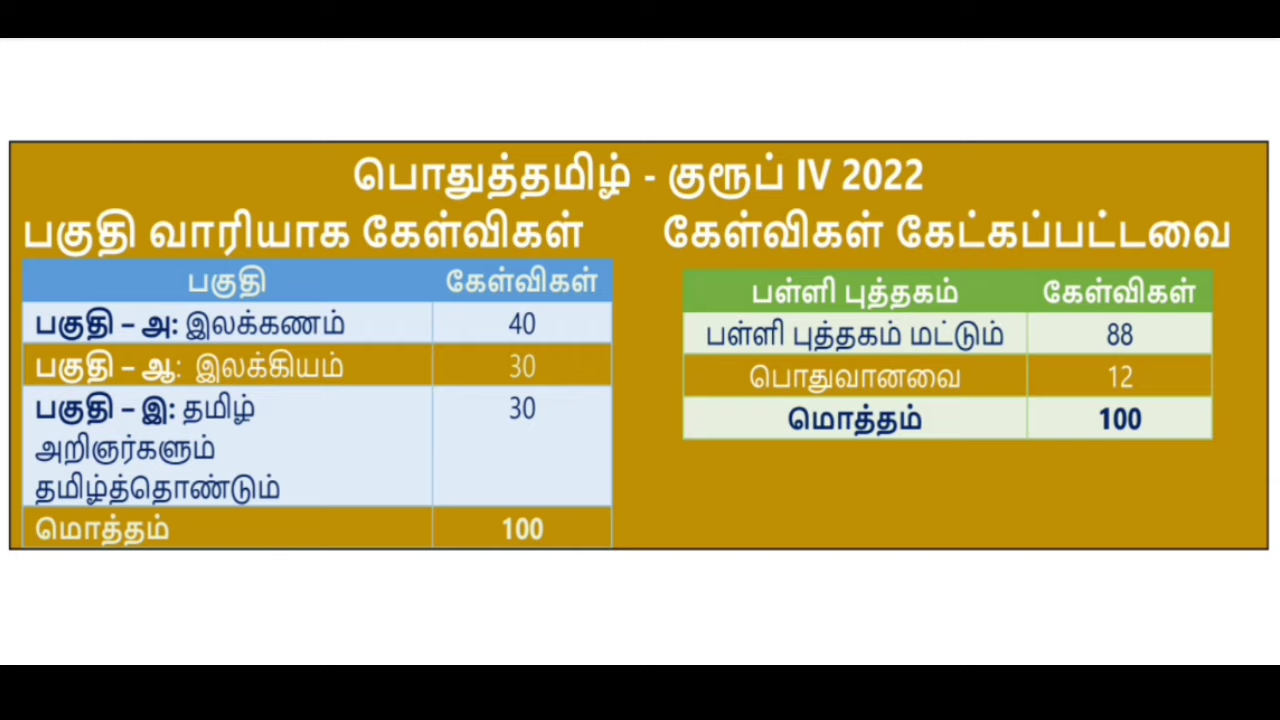 பொதுத்தமிழ் - குரூப் IV 2022
பகுதி வாரியாக கேள்விகள்
பகுதி கேள்விகள்
பகுதி – அ: இலக்கணம் 40
பகுதி – ஆ: இலக்கியம் 30
பகுதி – இ: தமிழ் 30
அறிஞர்களும்
தமிழ்த்தொண்டும்
மொத்தம் 100
கேள்விகள் கேட்கப்பட்டவை
பள்ளி புத்தகம் கேள்விகள்
பள்ளி புத்தகம் மட்டும் 88
பொதுவானவை 12
மொத்தம் 100